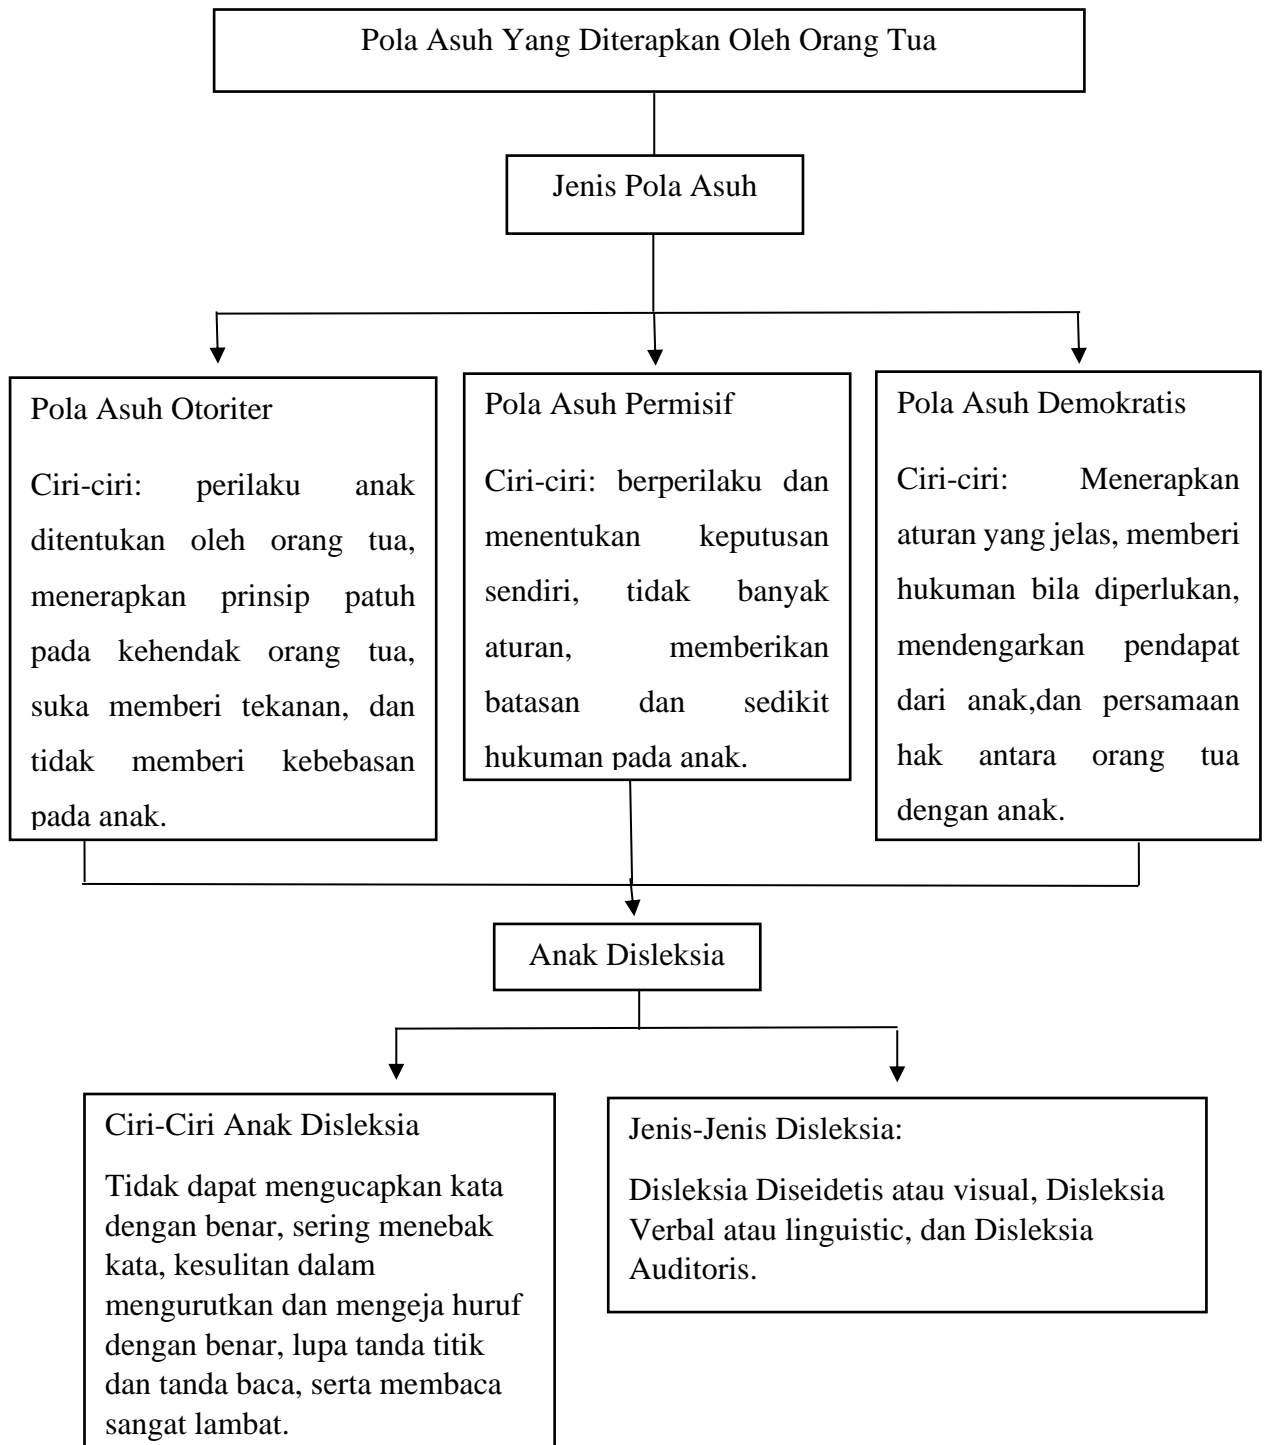 Pola Asuh Yang Diterapkan Oleh Orang Tua
Jenis Pola Asuh
Pola Asuh Otoriter
Ciri-ciri: perilaku anak
ditentukan oleh orang tua,
menerapkan prinsip patuh
pada kehendak orang tua,
suka memberi tekanan, dan
tidak memberi kebebasan
pada anak.
Pola Asuh Permisif
Ciri-ciri: berperilaku dan
menentukan keputusan
sendiri, tidak banyak
aturan, memberikan
batasan dan sedikit
hukuman pada anak.
Pola Asuh Demokratis
Ciri-ciri: Menerapkan
aturan yang jelas, memberi
hukuman bila diperlukan,
mendengarkan pendapat
dari anak,dan persamaan
hak antara orang tua
dengan anak.
Anak Disleksia
Ciri-Ciri Anak Disleksia
Tidak dapat mengucapkan kata
dengan benar, sering menebak
kata, kesulitan dalam
mengurutkan dan mengeja huruf
dengan benar, lupa tanda titik
dan tanda baca, serta membaca
sangat lambat.
Jenis-Jenis Disleksia:
Disleksia Diseidetis atau visual, Disleksia
Verbal atau linguistic, dan Disleksia
Auditoris.